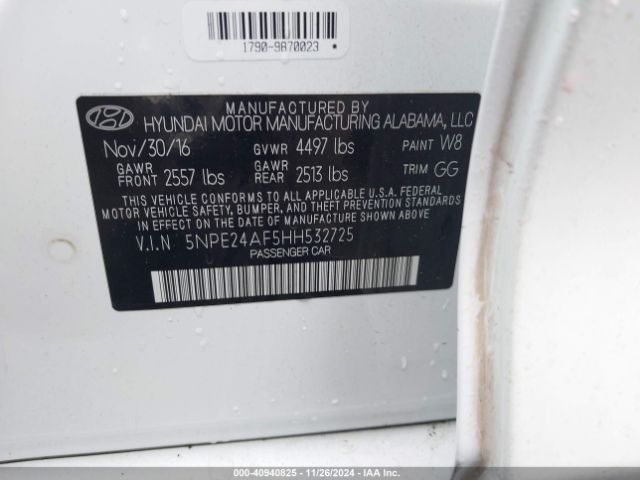 1790-9870023
MANUFACTURED BY
HYUNDAI MOTOR MANUFACTURING ALABAMA, LLC
Nov/30/16 GVWR 4497 lbs PAINT W8
GAWR FRONT 2557 lbs GAWR REAR 2513 lbs TRIM GG
THIS VEHICLE CONFORMS TO ALL APPLICABLE U.S.A. FEDERAL
MOTOR VEHICLE SAFETY, BUMPER, AND THEFT PREVENTION STANDARDS
IN EFFECT ON THE DATE OF MANUFACTURE SHOWN ABOVE.
V.I.N 5NPE24AF5HH532725
PASSENGER CAR
000-40940825 | 11/26/2024 | IAA Inc.